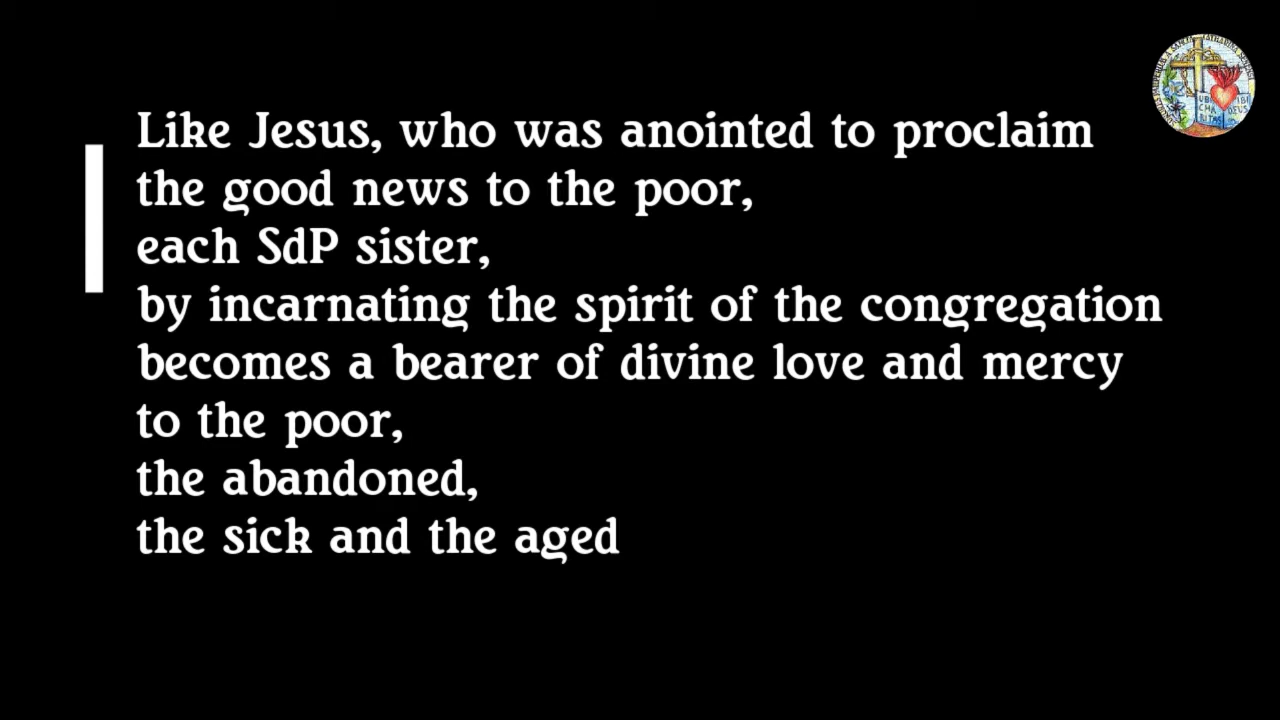 Like Jesus, who was anointed to proclaim
the good news to the poor,
each SdP sister,
by incarnating the spirit of the congregation
becomes a bearer of divine love and mercy
to the poor,
the abandoned,
the sick and the aged